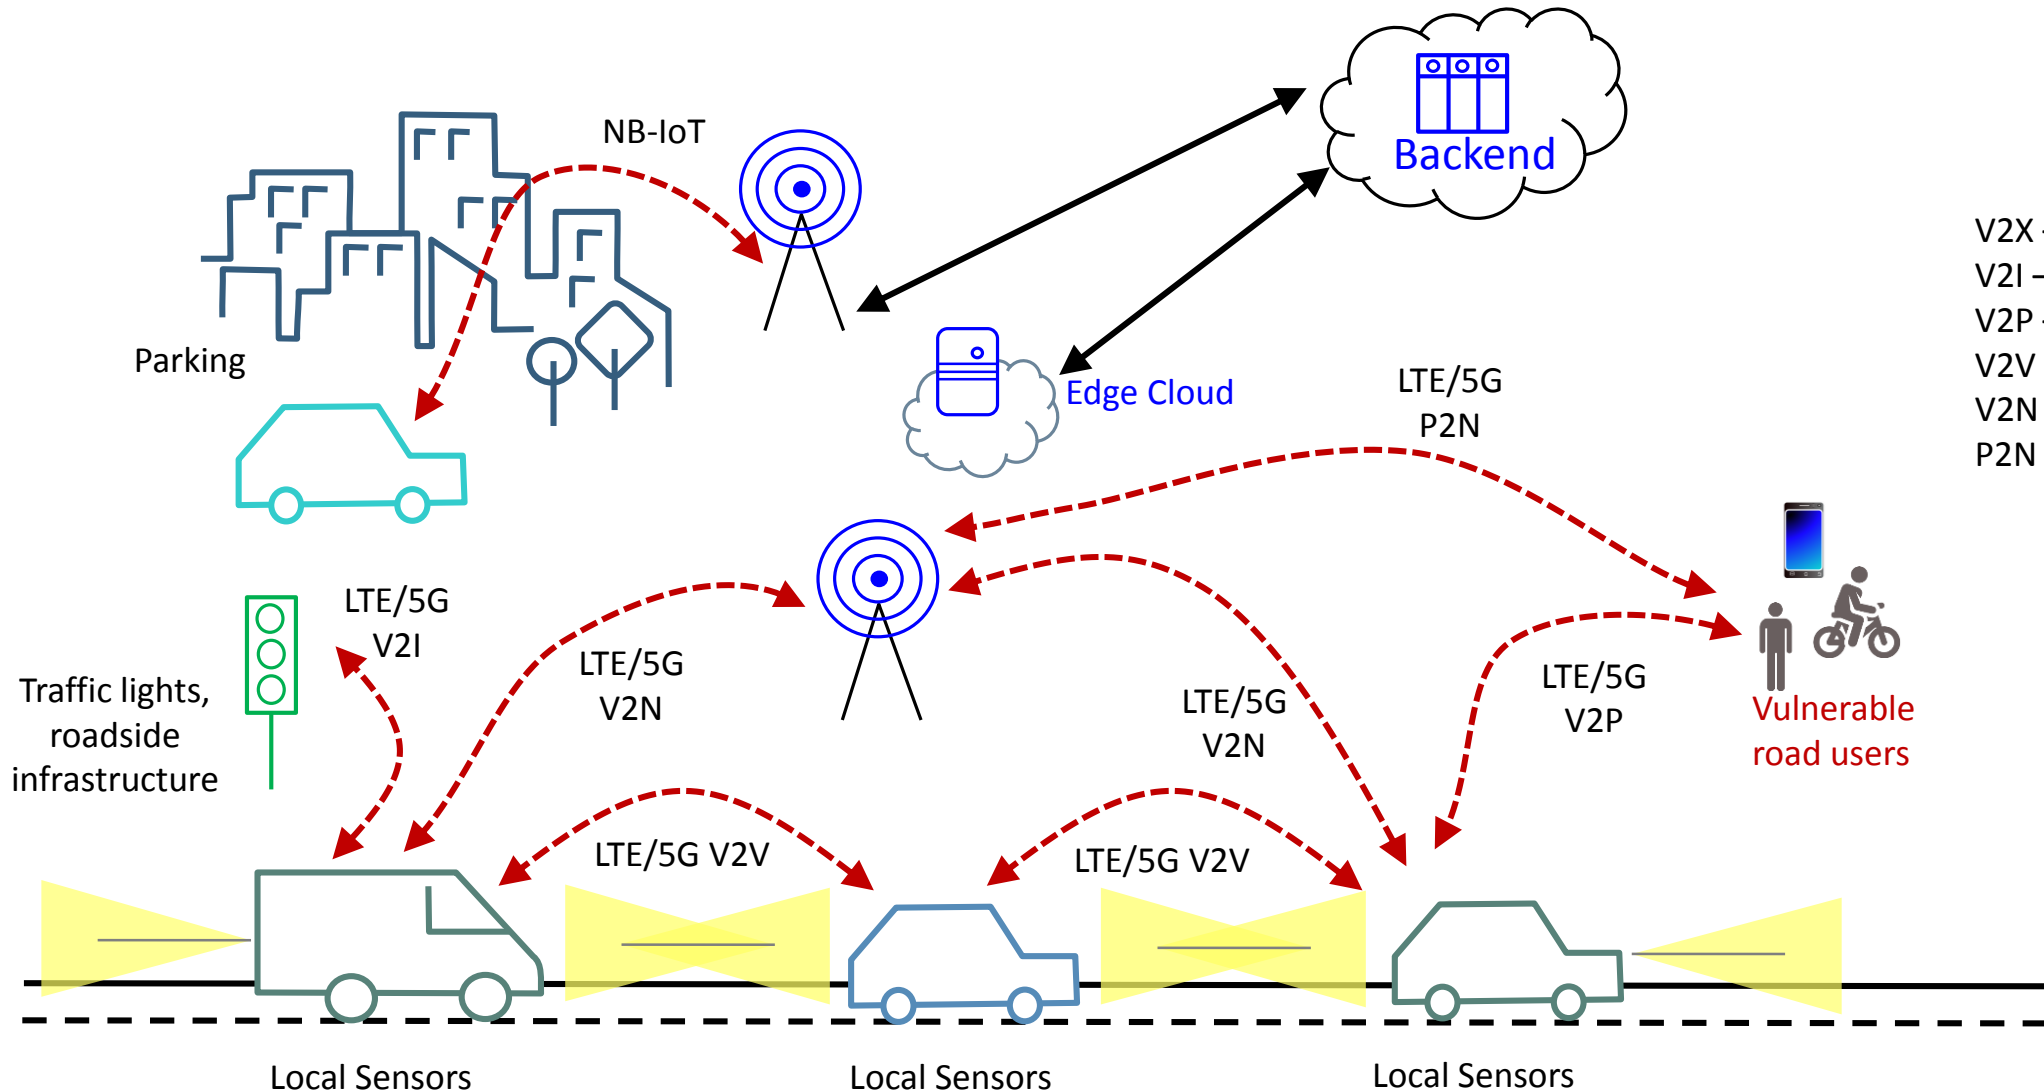 NB-IoT
Backend
Parking
Edge Cloud
LTE/5G
P2N
V2X -
V2I –
V2P -
V2V
V2N
P2N
LTE/5G
V2I
Traffic lights,
roadside
infrastructure
LTE/5G
V2N
LTE/5G
V2N
LTE/5G
V2P
Vulnerable
road users
LTE/5G V2V
LTE/5G V2V
Local Sensors
Local Sensors
Local Sensors